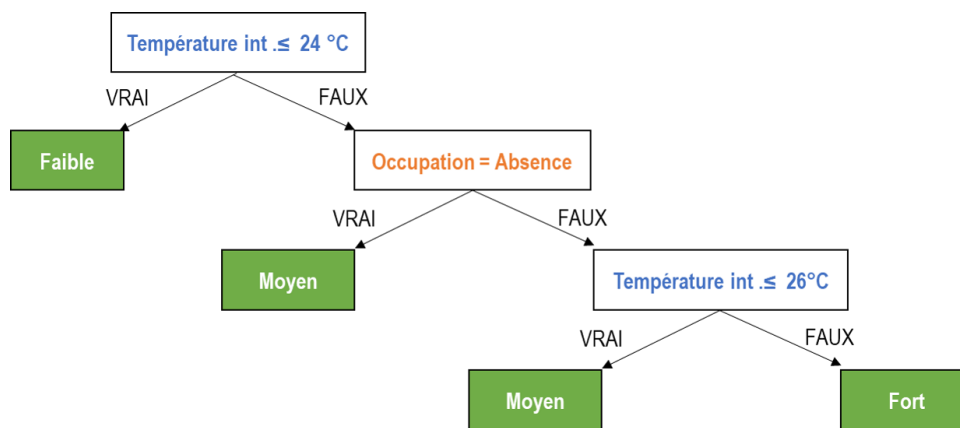 Température int .≤ 24 °C
VRAI
FAUX
Faible
Occupation = Absence
VRAI
FAUX
Moyen
Température int .≤ 26°C
VRAI
FAUX
Moyen
Fort